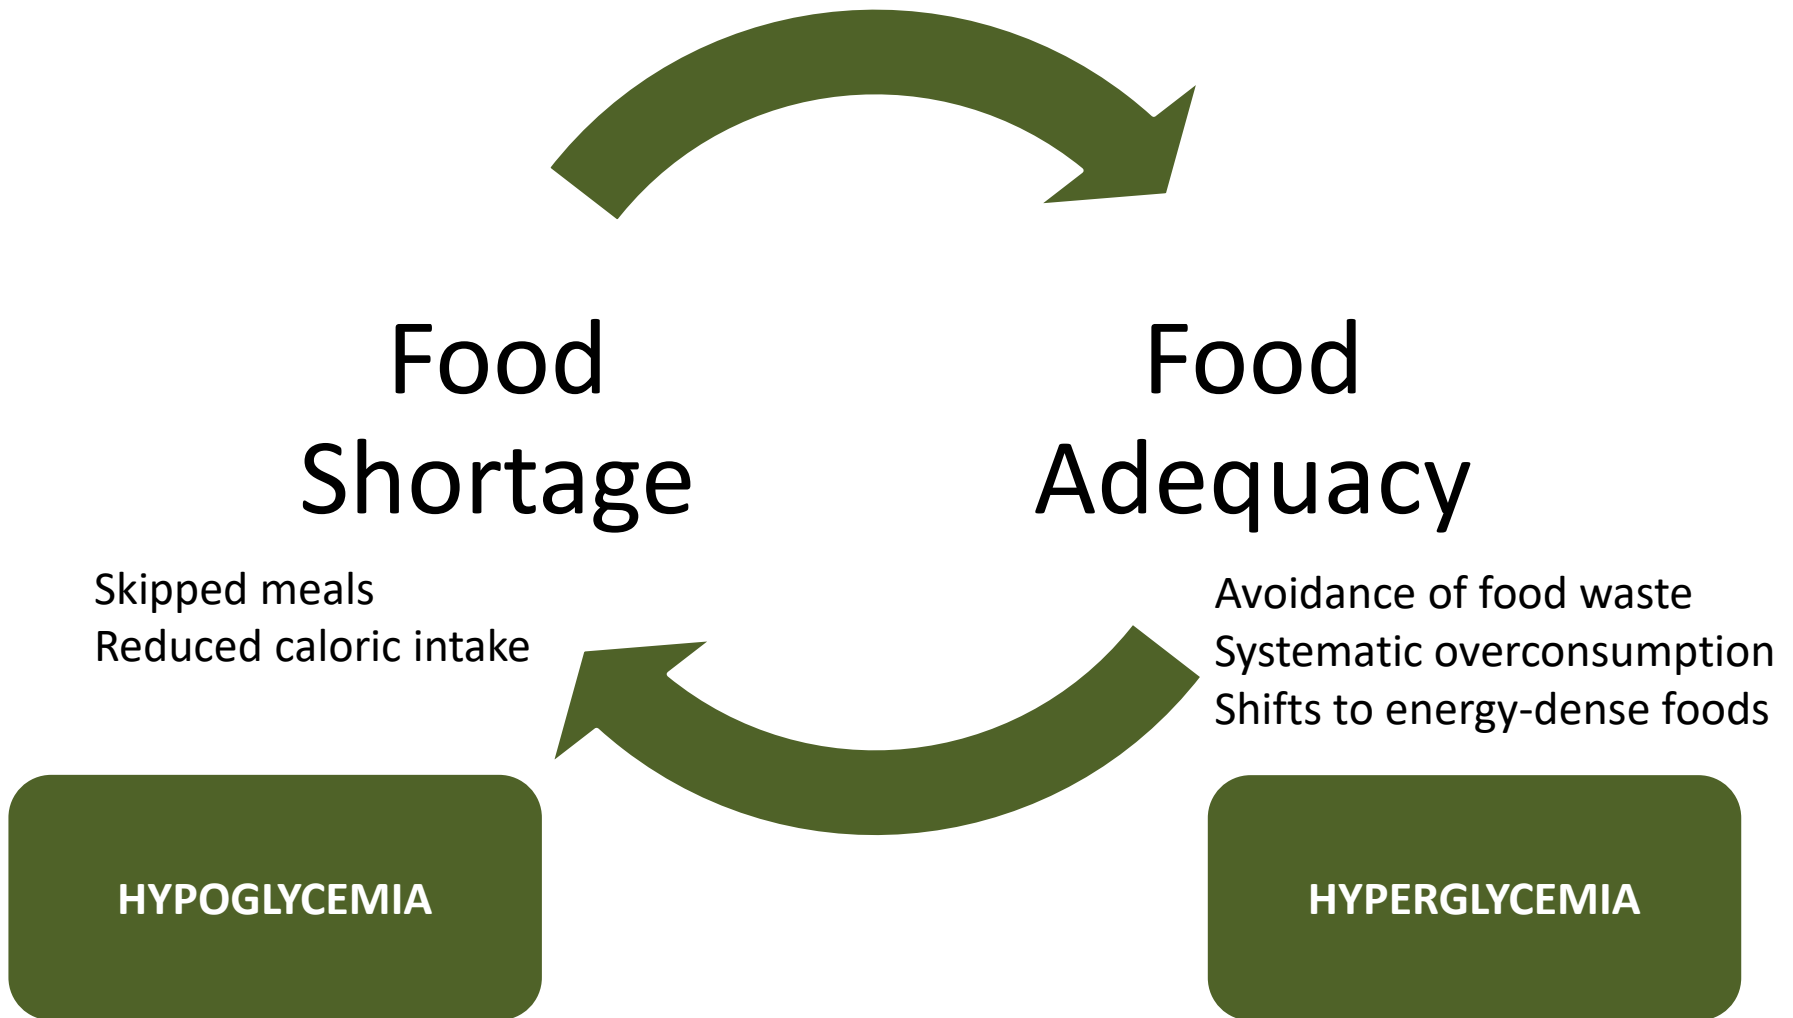 Food
Shortage
Skipped meals
Reduced caloric intake
HYPOGLYCEMIA
Food
Adequacy
Avoidance of food waste
Systematic overconsumption
Shifts to energy-dense foods
HYPERGLYCEMIA